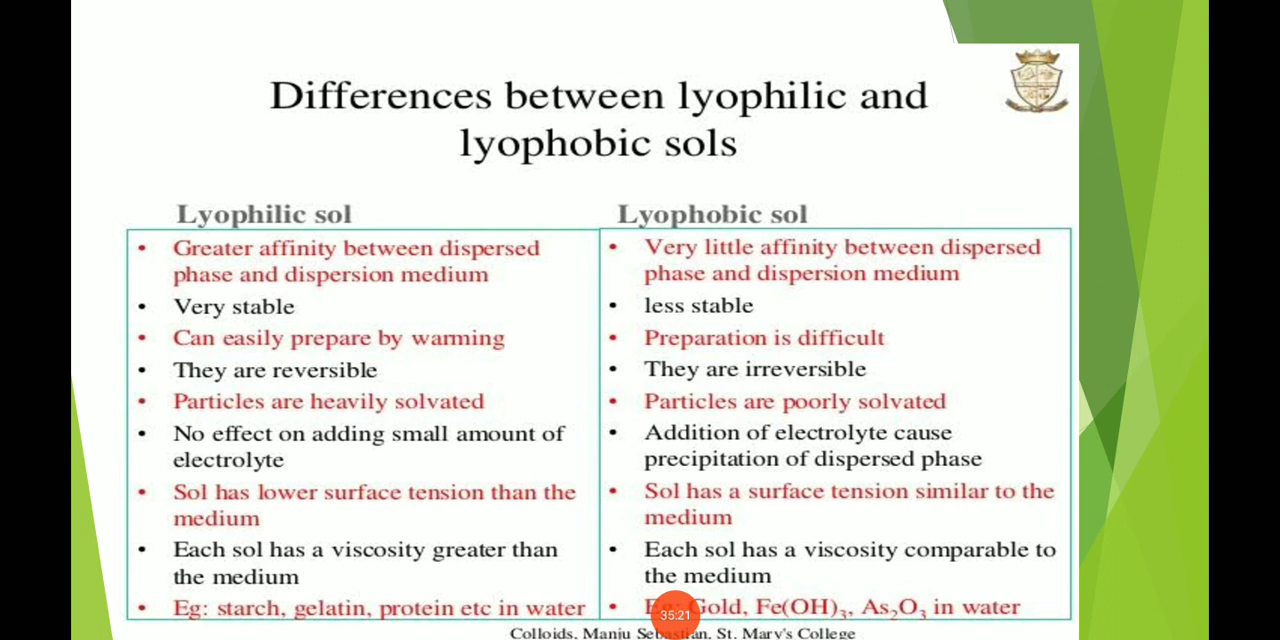 Differences between lyophilic and
lyophobic sols
Lyophilic sol
• Greater affinity between dispersed
phase and dispersion medium
• Very stable
• Can easily prepare by warming
• They are reversible
• Particles are heavily solvated
• No effect on adding small amount of
electrolyte
• Sol has lower surface tension than the
medium
• Each sol has a viscosity greater than
the medium
• Eg: starch, gelatin, protein etc in water
Lyophobic sol
• Very little affinity between dispersed
phase and dispersion medium
• less stable
• Preparation is difficult
• They are irreversible
• Particles are poorly solvated
• Addition of electrolyte cause
precipitation of dispersed phase
• Sol has a surface tension similar to the
medium
• Each sol has a viscosity comparable to
the medium
• Eg: Gold, Fe(OH)₃, As₂O₃ in water
35:21
Colloids, Manju Sebastian, St. Mary's College